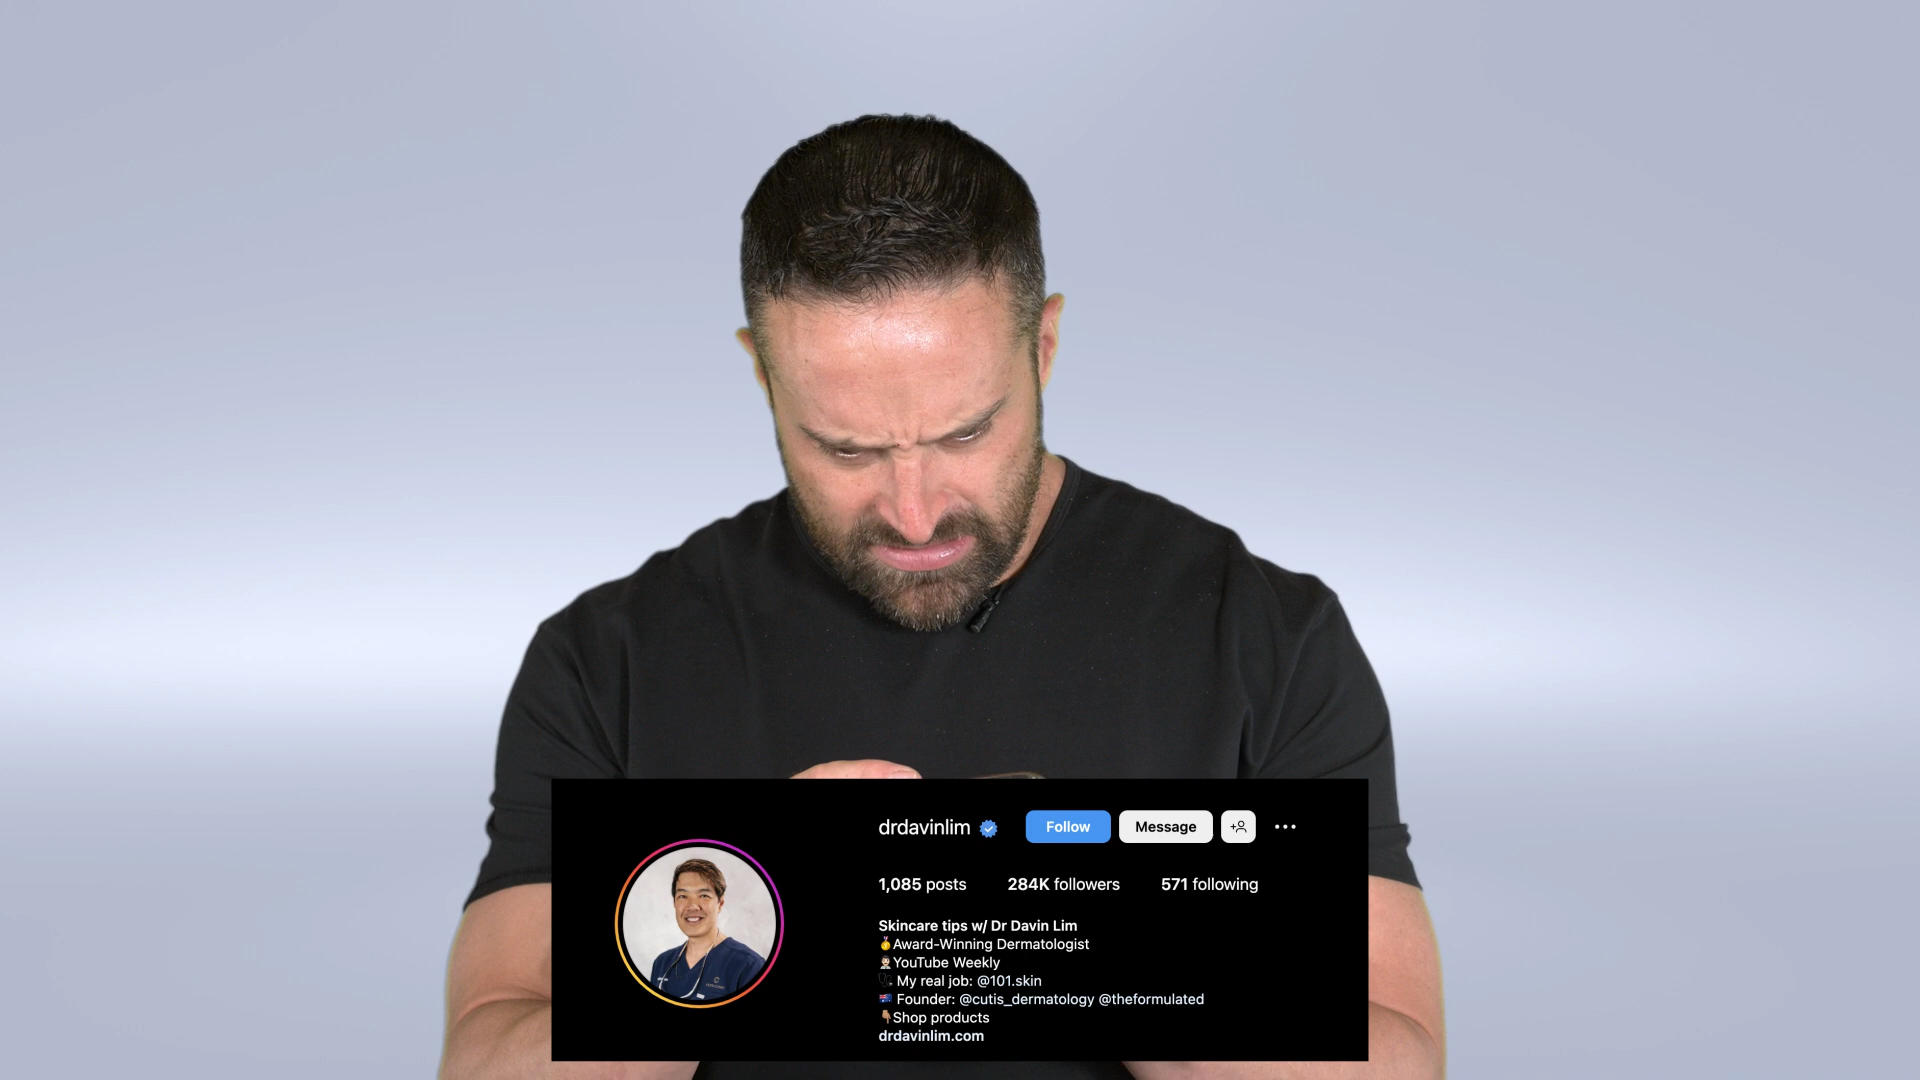 drdavinlim Follow Message
1,085 posts 284K followers 571 following
Skincare tips w/ Dr Davin Lim
🥇Award-Winning Dermatologist
👨🏻‍⚕️YouTube Weekly
🩺 My real job: @101.skin
🇦🇺 Founder: @cutis_dermatology @theformulated
👇🏽Shop products
drdavinlim.com